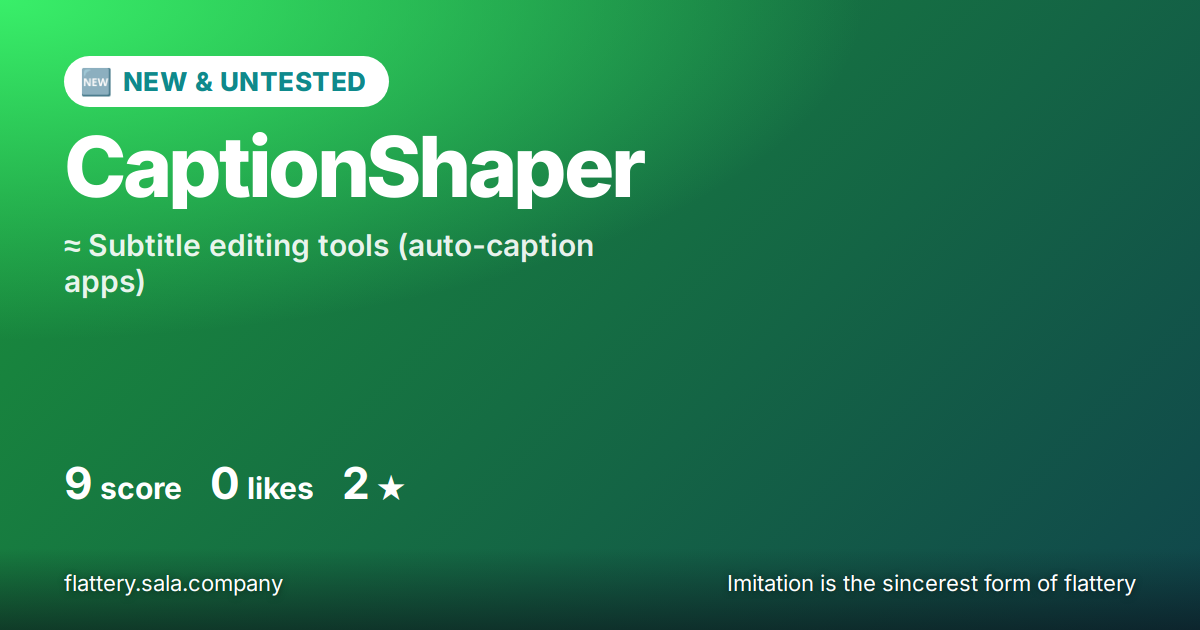 🆕 NEW & UNTESTED
CaptionShaper
≈ Subtitle editing tools (auto-caption
apps)
9 score 0 likes 2 ★
flattery.sala.company
Imitation is the sincerest form of flattery